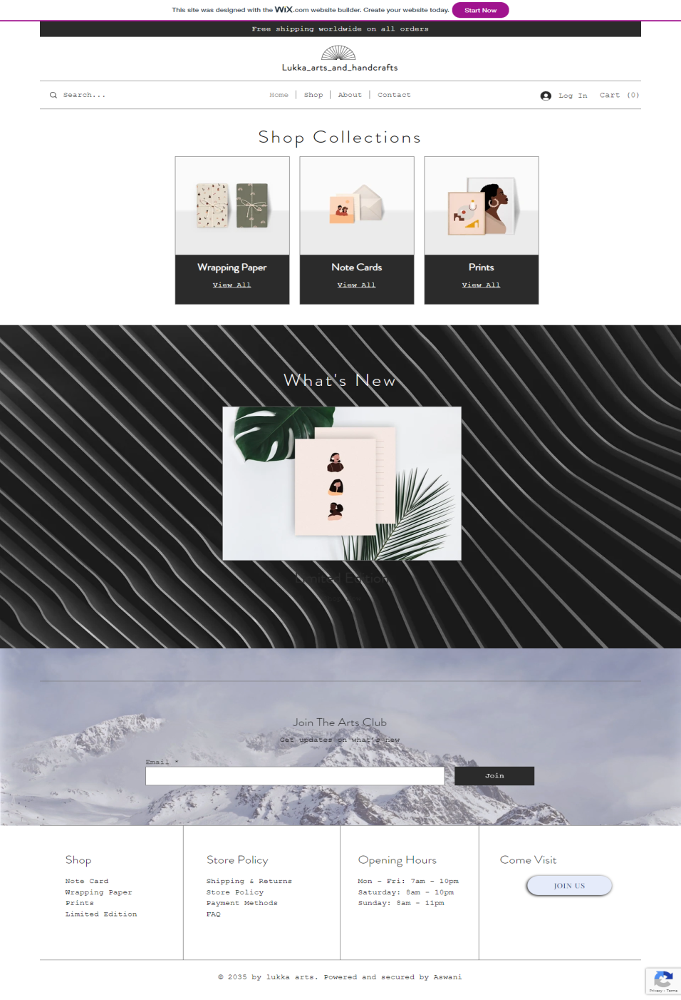 This site was designed with the WiX.com website builder. Create your website today. Start Now
Free shipping worldwide on all orders
Lukka_arts_and_handcrafts
Search...
Home
Shop
About
Contact
Log In
Cart (0)
Shop Collections
Wrapping Paper
View All
Note Cards
View All
Prints
View All
What's New
Limited Edition
Join The Arts Club
Get updates on what's new
Email *
Join
Shop
Note Card
Wrapping Paper
Prints
Limited Edition
Store Policy
Shipping & Returns
Store Policy
Payment Methods
FAQ
Opening Hours
Mon - Fri: 7am - 10pm
Saturday: 8am - 10pm
Sunday: 8am - 11pm
Come Visit
JOIN US
© 2035 by lukka arts. Powered and secured by Aswani
Privacy - Terms